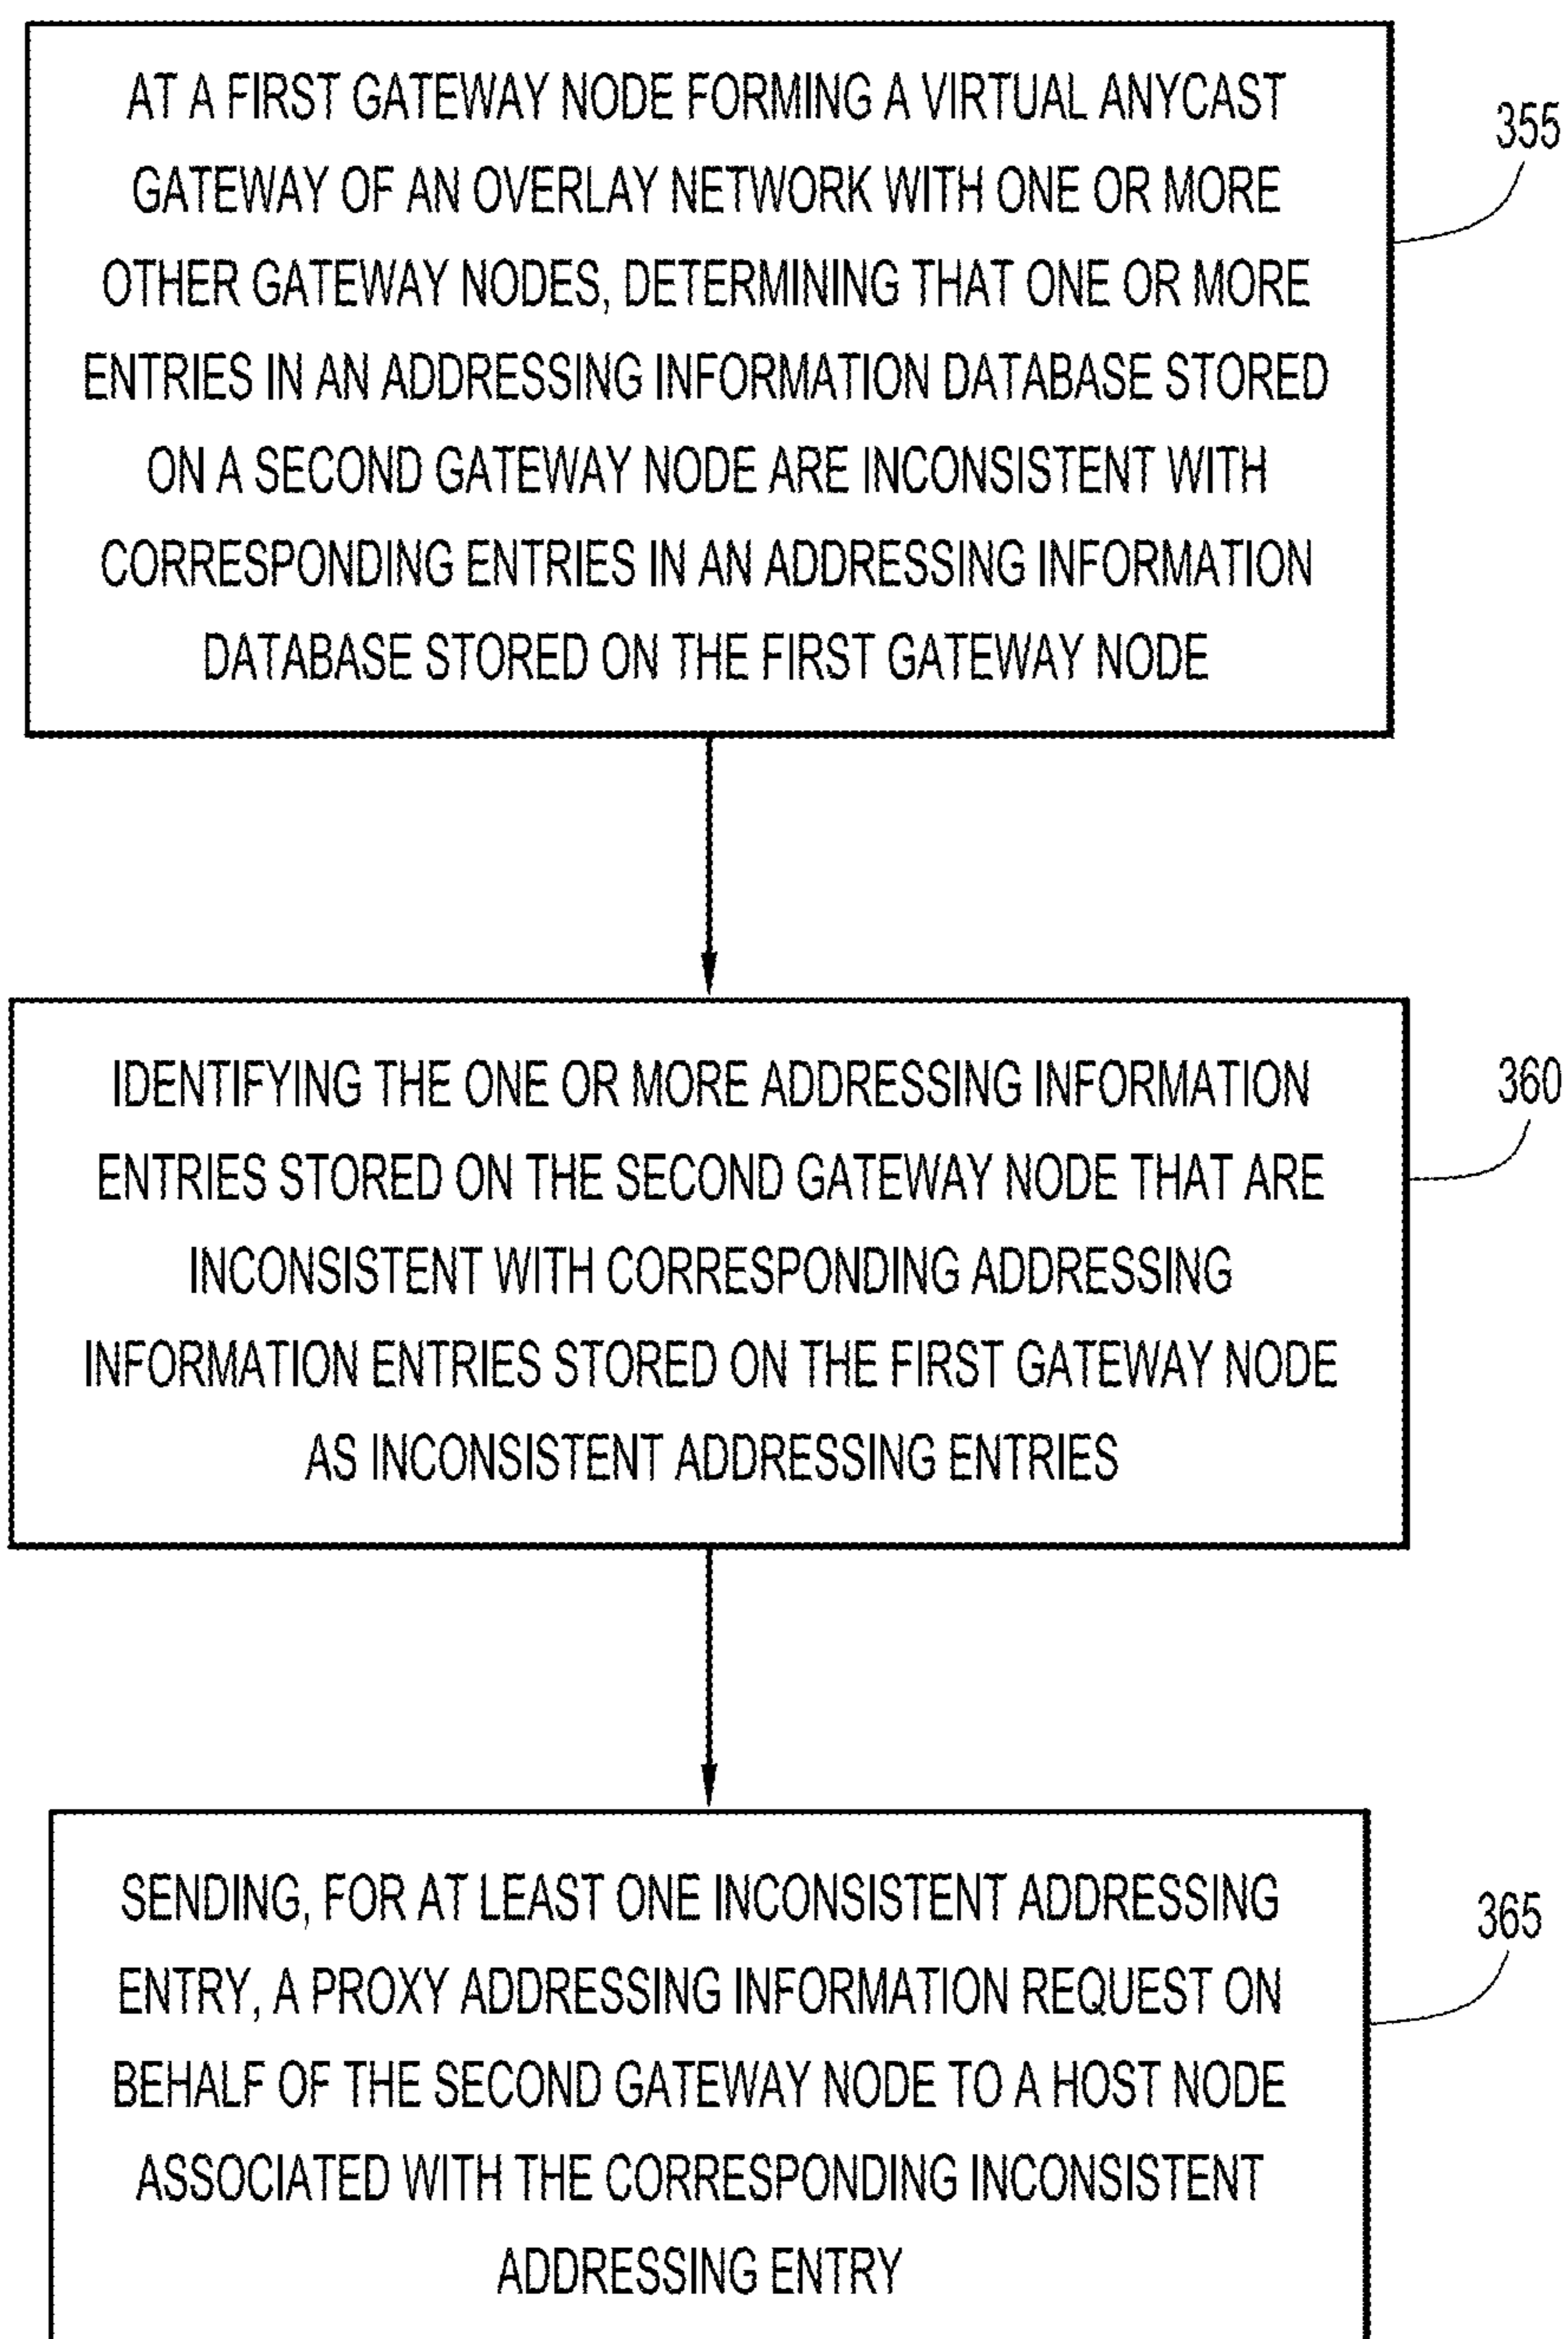 AT A FIRST GATEWAY NODE FORMING A VIRTUAL ANYCAST
GATEWAY OF AN OVERLAY NETWORK WITH ONE OR MORE
OTHER GATEWAY NODES, DETERMINING THAT ONE OR MORE
ENTRIES IN AN ADDRESSING INFORMATION DATABASE STORED
ON A SECOND GATEWAY NODE ARE INCONSISTENT WITH
CORRESPONDING ENTRIES IN AN ADDRESSING INFORMATION
DATABASE STORED ON THE FIRST GATEWAY NODE
355
IDENTIFYING THE ONE OR MORE ADDRESSING INFORMATION
ENTRIES STORED ON THE SECOND GATEWAY NODE THAT ARE
INCONSISTENT WITH CORRESPONDING ADDRESSING
INFORMATION ENTRIES STORED ON THE FIRST GATEWAY NODE
AS INCONSISTENT ADDRESSING ENTRIES
360
SENDING, FOR AT LEAST ONE INCONSISTENT ADDRESSING
ENTRY, A PROXY ADDRESSING INFORMATION REQUEST ON
BEHALF OF THE SECOND GATEWAY NODE TO A HOST NODE
ASSOCIATED WITH THE CORRESPONDING INCONSISTENT
ADDRESSING ENTRY
365